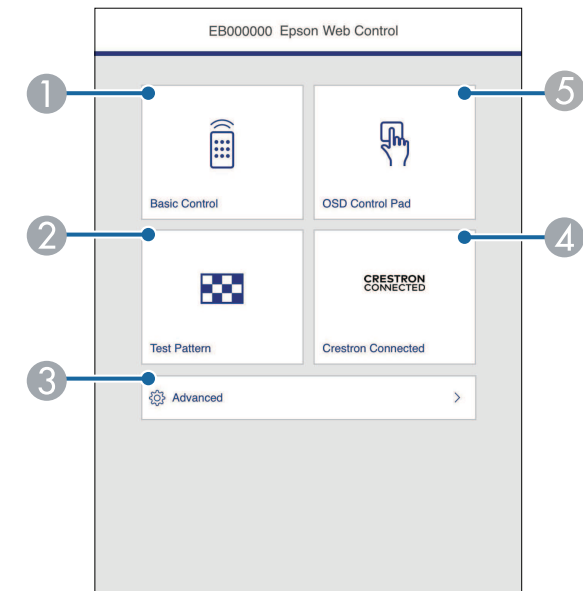 EB000000 Epson Web Control
1
5
Basic Control
OSD Control Pad
2
4
CRESTRON
CONNECTED
Test Pattern
Crestron Connected
3
Advanced